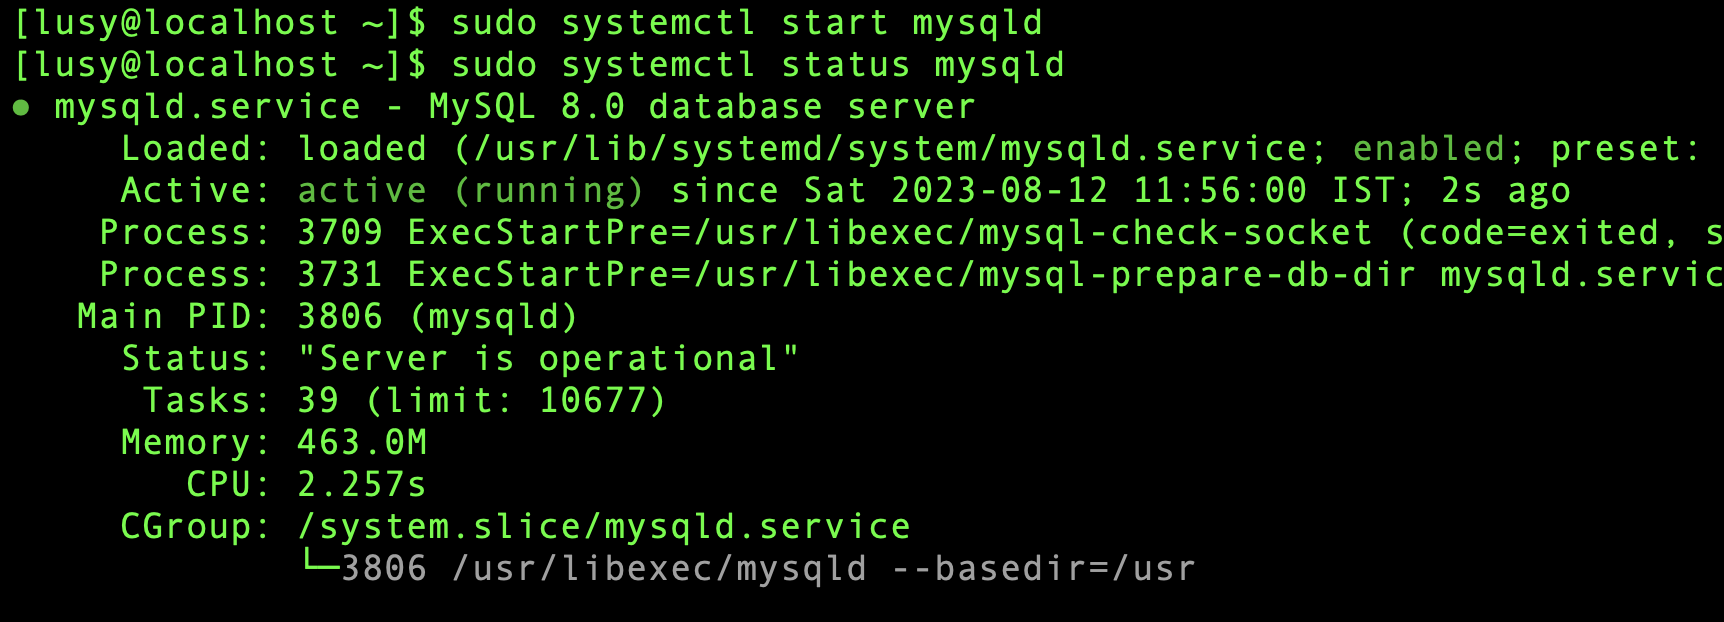 [lusy@localhost ~]$ sudo systemctl start mysqld
[lusy@localhost ~]$ sudo systemctl status mysqld
● mysqld.service - MySQL 8.0 database server
Loaded: loaded (/usr/lib/systemd/system/mysqld.service; enabled; preset:
Active: active (running) since Sat 2023-08-12 11:56:00 IST; 2s ago
Process: 3709 ExecStartPre=/usr/libexec/mysql-check-socket (code=exited, s
Process: 3731 ExecStartPre=/usr/libexec/mysql-prepare-db-dir mysqld.servic
Main PID: 3806 (mysqld)
Status: "Server is operational"
Tasks: 39 (limit: 10677)
Memory: 463.0M
CPU: 2.257s
CGroup: /system.slice/mysqld.service
└─3806 /usr/libexec/mysqld --basedir=/usr